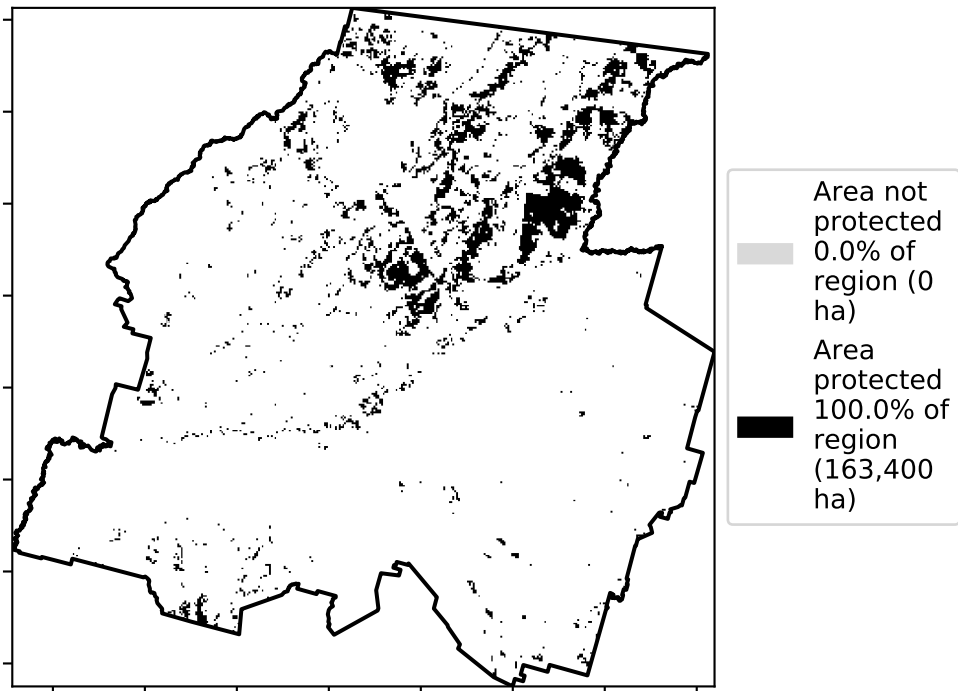 Area not
protected
0.0% of
region (0
ha)
Area
protected
100.0% of
region
(163,400
ha)